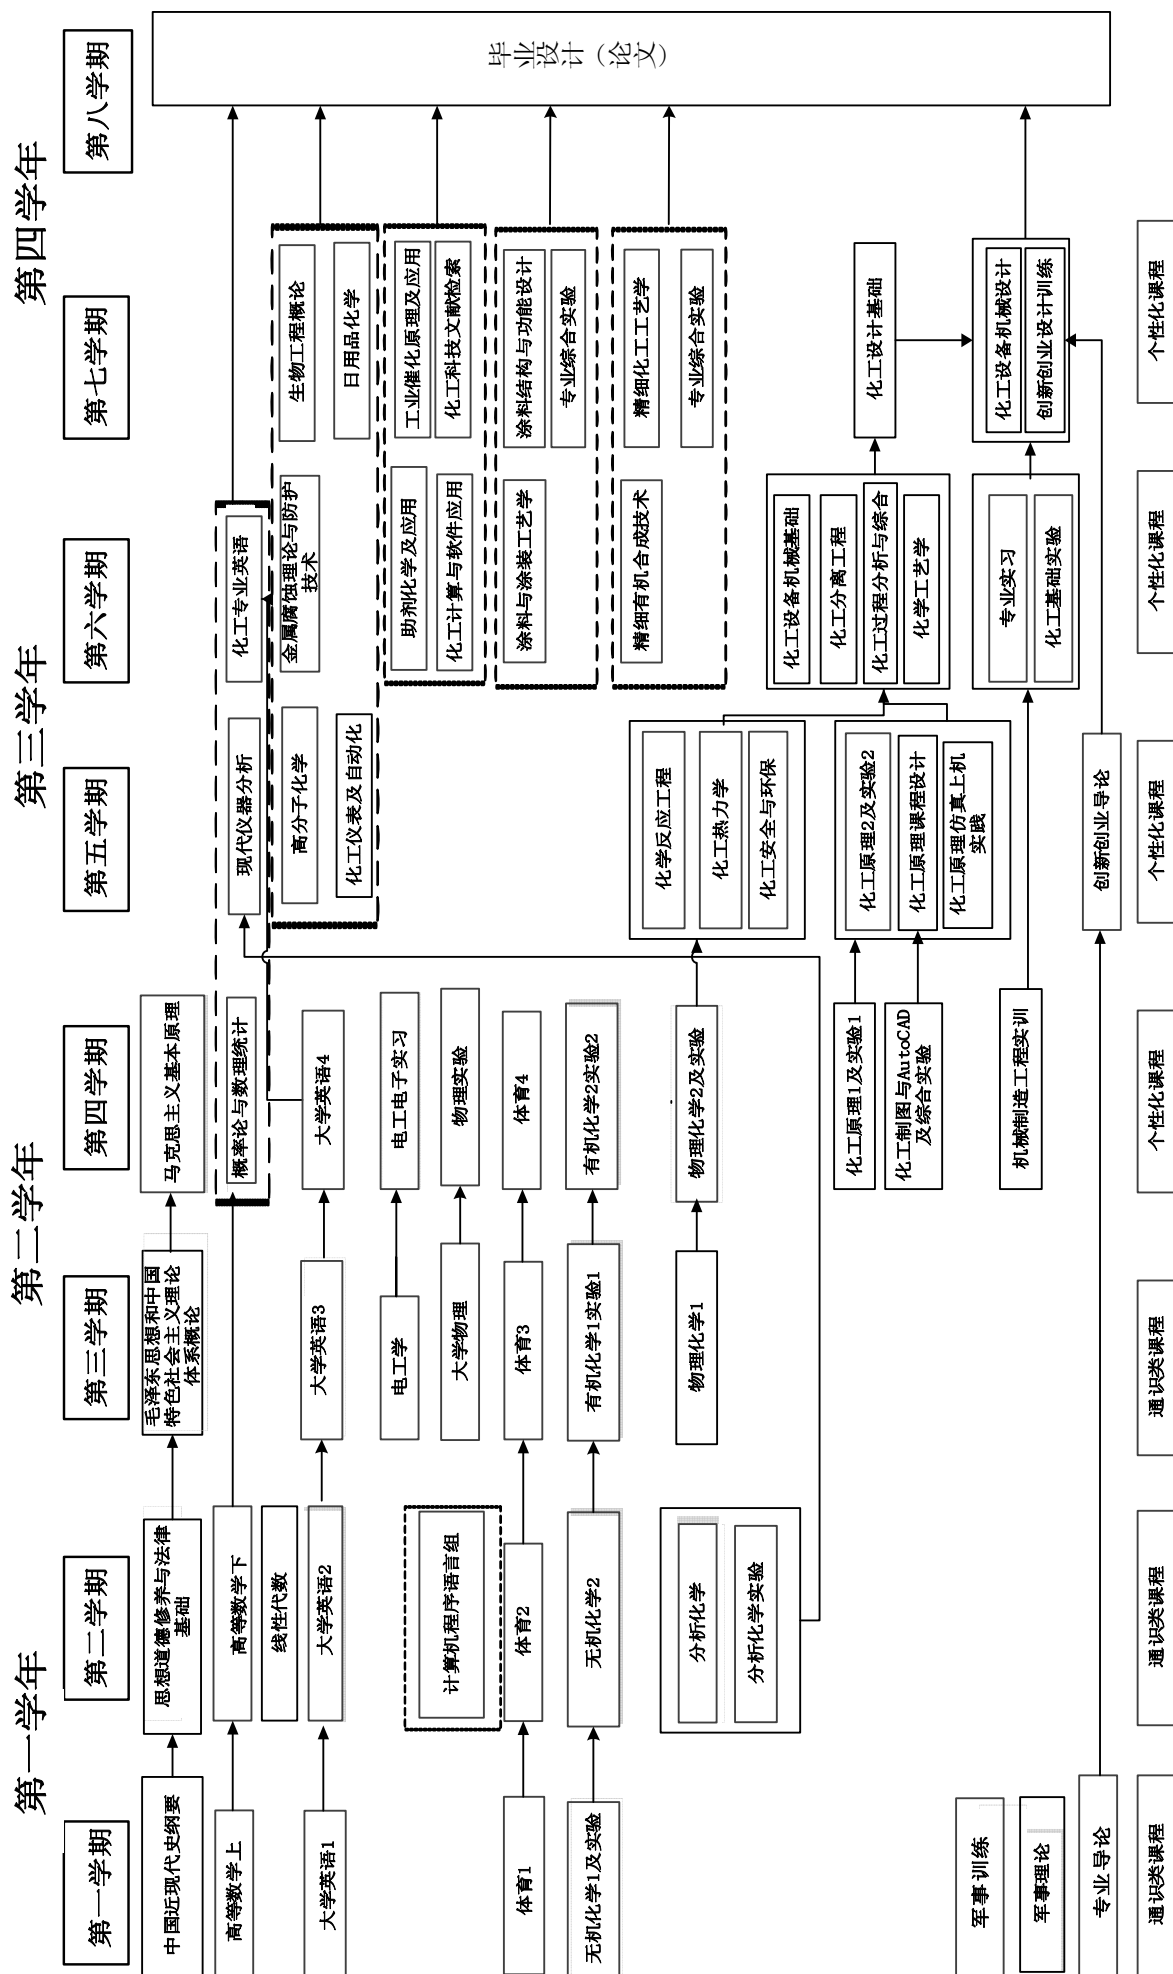 第一学年
第二学年
第三学年
第四学年
第一学期
第二学期
第三学期
第四学期
第五学期
第六学期
第七学期
第八学期
中国近现代史纲要
思想道德修养与法律
基础
毛泽东思想和中国
特色社会主义理论
体系概论
马克思主义基本原理
毕业设计（论文）
高等数学上
高等数学下
概率论与数理统计
现代仪器分析
化工专业英语
线性代数
大学英语1
大学英语2
大学英语3
大学英语4
高分子化学
金属腐蚀理论与防护
技术
生物工程概论
化工仪表及自动化
日用品化学
电工学
电工电子实习
助剂化学及应用
工业催化原理及应用
计算机程序语言组
大学物理
物理实验
化工计算与软件应用
化工科技文献检索
体育1
体育2
体育3
体育4
涂料与涂装工艺学
涂料结构与功能设计
专业综合实验
无机化学1及实验
无机化学2
有机化学1实验1
有机化学2实验2
精细有机合成技术
精细化工工艺学
专业综合实验
分析化学
分析化学实验
物理化学1
物理化学2及实验
化学反应工程
化工热力学
化工安全与环保
化工设备机械基础
化工分离工程
化工过程分析与综合
化学工艺学
化工设计基础
化工原理1及实验1
化工制图与AutoCAD
及综合实验
化工原理2及实验2
化工原理课程设计
化工原理仿真上机
实践
军事训练
军事理论
机械制造工程实训
专业实习
化工基础实验
化工设备机械设计
创新创业设计训练
专业导论
创新创业导论
通识类课程
通识类课程
通识类课程
个性化课程
个性化课程
个性化课程
个性化课程